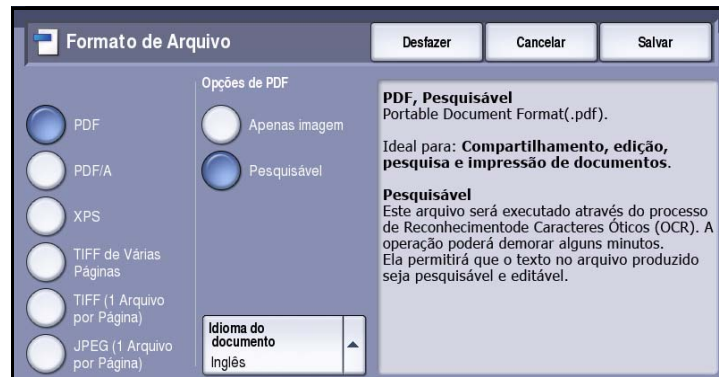 Formato de Arquivo
Desfazer
Cancelar
Salvar
PDF
PDF/A
XPS
TIFF de Várias
Páginas
TIFF (1 Arquivo
por Página)
JPEG (1 Arquivo
por Página)
Opções de PDF
Apenas imagem
Pesquisável
Idioma do
documento
Inglês
PDF, Pesquisável
Portable Document Format(.pdf).
Ideal para: Compartilhamento, edição,
pesquisa e impressão de documentos.
Pesquisável
Este arquivo será executado através do processo
de Reconhecimentode Caracteres Óticos (OCR). A
operação poderá demorar alguns minutos.
Ela permitirá que o texto no arquivo produzido
seja pesquisável e editável.